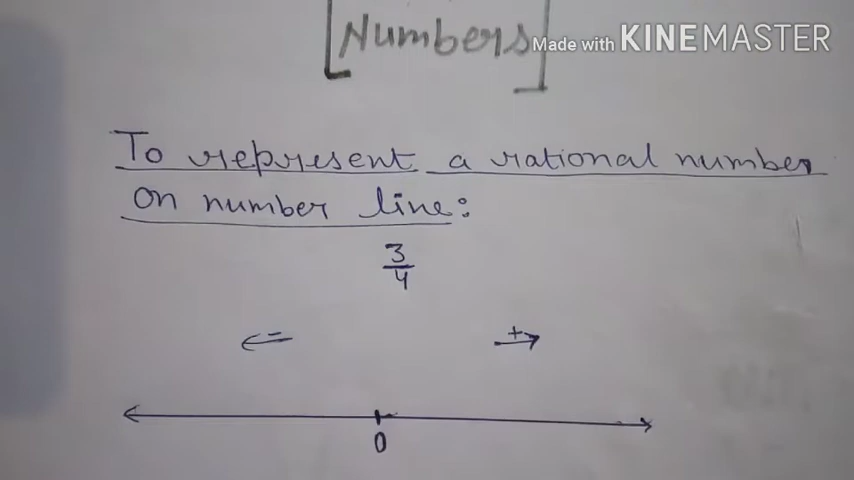 [Numbers]
Made with KINEMASTER
To represent a rational number
on number line:
3/4
- +
0